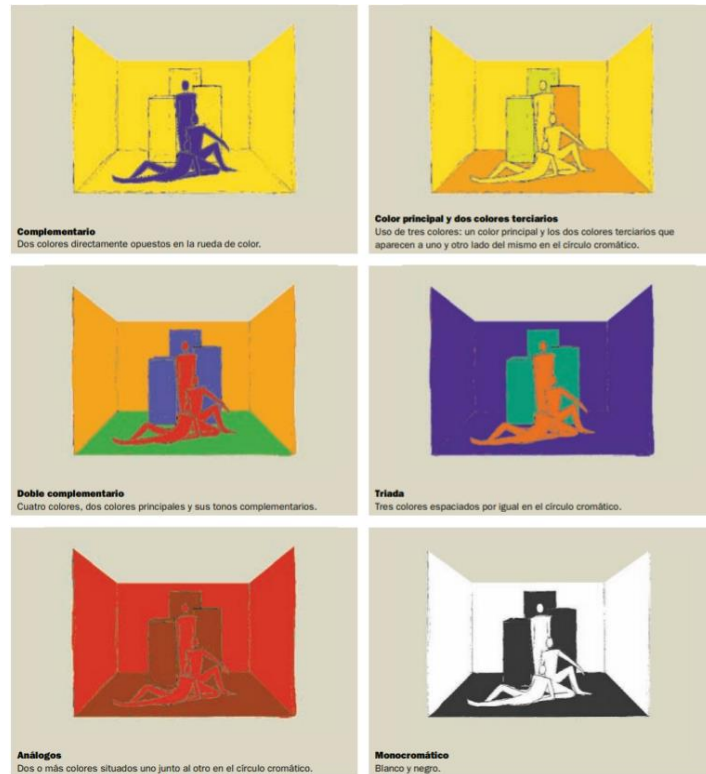 Complementario
Dos colores directamente opuestos en la rueda de color.
Color principal y dos colores terciarios
Uso de tres colores: un color principal y los dos colores terciarios que
aparecen a uno y otro lado del mismo en el círculo cromático.
Doble complementario
Cuatro colores, dos colores principales y sus tonos complementarios.
Triada
Tres colores espaciados por igual en el círculo cromático.
Análogos
Dos o más colores situados uno junto al otro en el círculo cromático.
Monocromático
Blanco y negro.